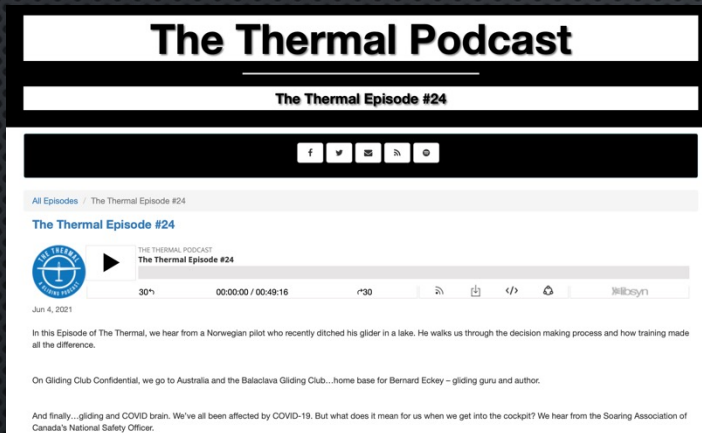 The Thermal Podcast
The Thermal Episode #24
All Episodes / The Thermal Episode #24
The Thermal Episode #24
THE THERMAL
A GLIDING PODCAST
THE THERMAL PODCAST
The Thermal Episode #24
30 00:00:00 / 00:49:16 30 </> libsyn
Jun 4, 2021
In this Episode of The Thermal, we hear from a Norwegian pilot who recently ditched his glider in a lake. He walks us through the decision making process and how training made
all the difference.
On Gliding Club Confidential, we go to Australia and the Balaclava Gliding Club…home base for Bernard Eckey – gliding guru and author.
And finally…gliding and COVID brain. We've all been affected by COVID-19. But what does it mean for us when we get into the cockpit? We hear from the Soaring Association of
Canada's National Safety Officer.